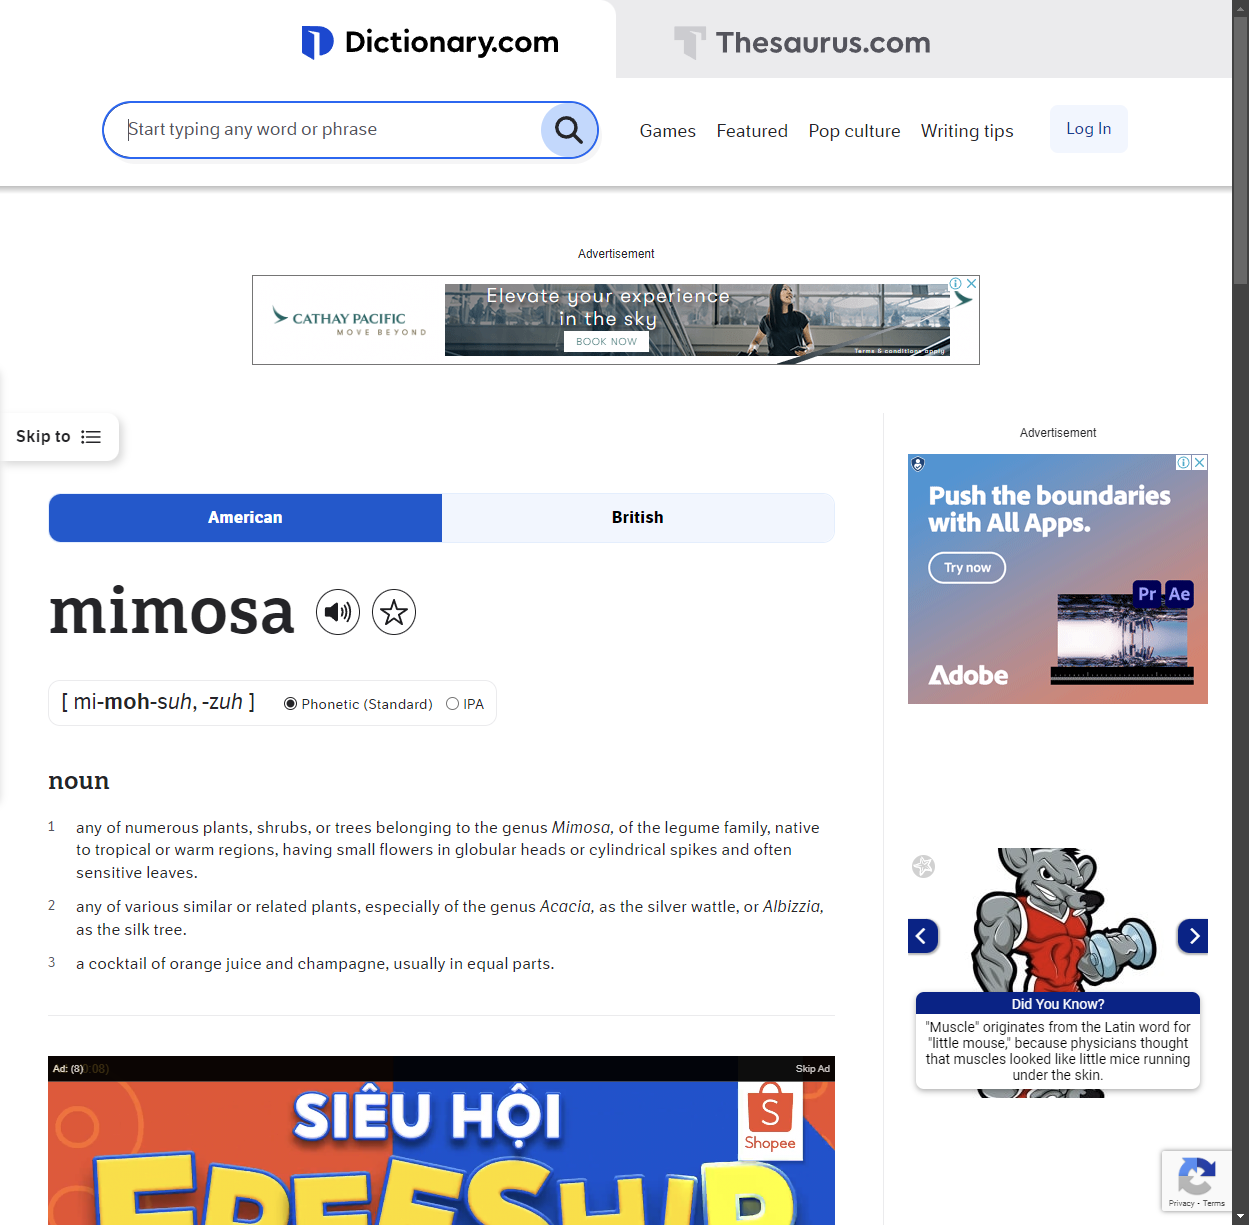 Dictionary.com
Thesaurus.com
Start typing any word or phrase
Games Featured Pop culture Writing tips Log In
Advertisement
CATHAY PACIFIC
MOVE BEYOND
Elevate your experience
in the sky
BOOK NOW
Terms & conditions apply
Skip to
American
British
mimosa
[ mi-moh-suh, -zuh ]
Phonetic (Standard) IPA
noun
1 any of numerous plants, shrubs, or trees belonging to the genus Mimosa, of the legume family, native
to tropical or warm regions, having small flowers in globular heads or cylindrical spikes and often
sensitive leaves.
2 any of various similar or related plants, especially of the genus Acacia, as the silver wattle, or Albizzia,
as the silk tree.
3 a cocktail of orange juice and champagne, usually in equal parts.
Ad: (8)
Skip Ad
SIÊU HỘI
FREESHIP
S
Shopee
Advertisement
Push the boundaries
with All Apps.
Try now
Pr Ae
Adobe
Did You Know?
"Muscle" originates from the Latin word for
"little mouse," because physicians thought
that muscles looked like little mice running
under the skin.
Privacy - Terms